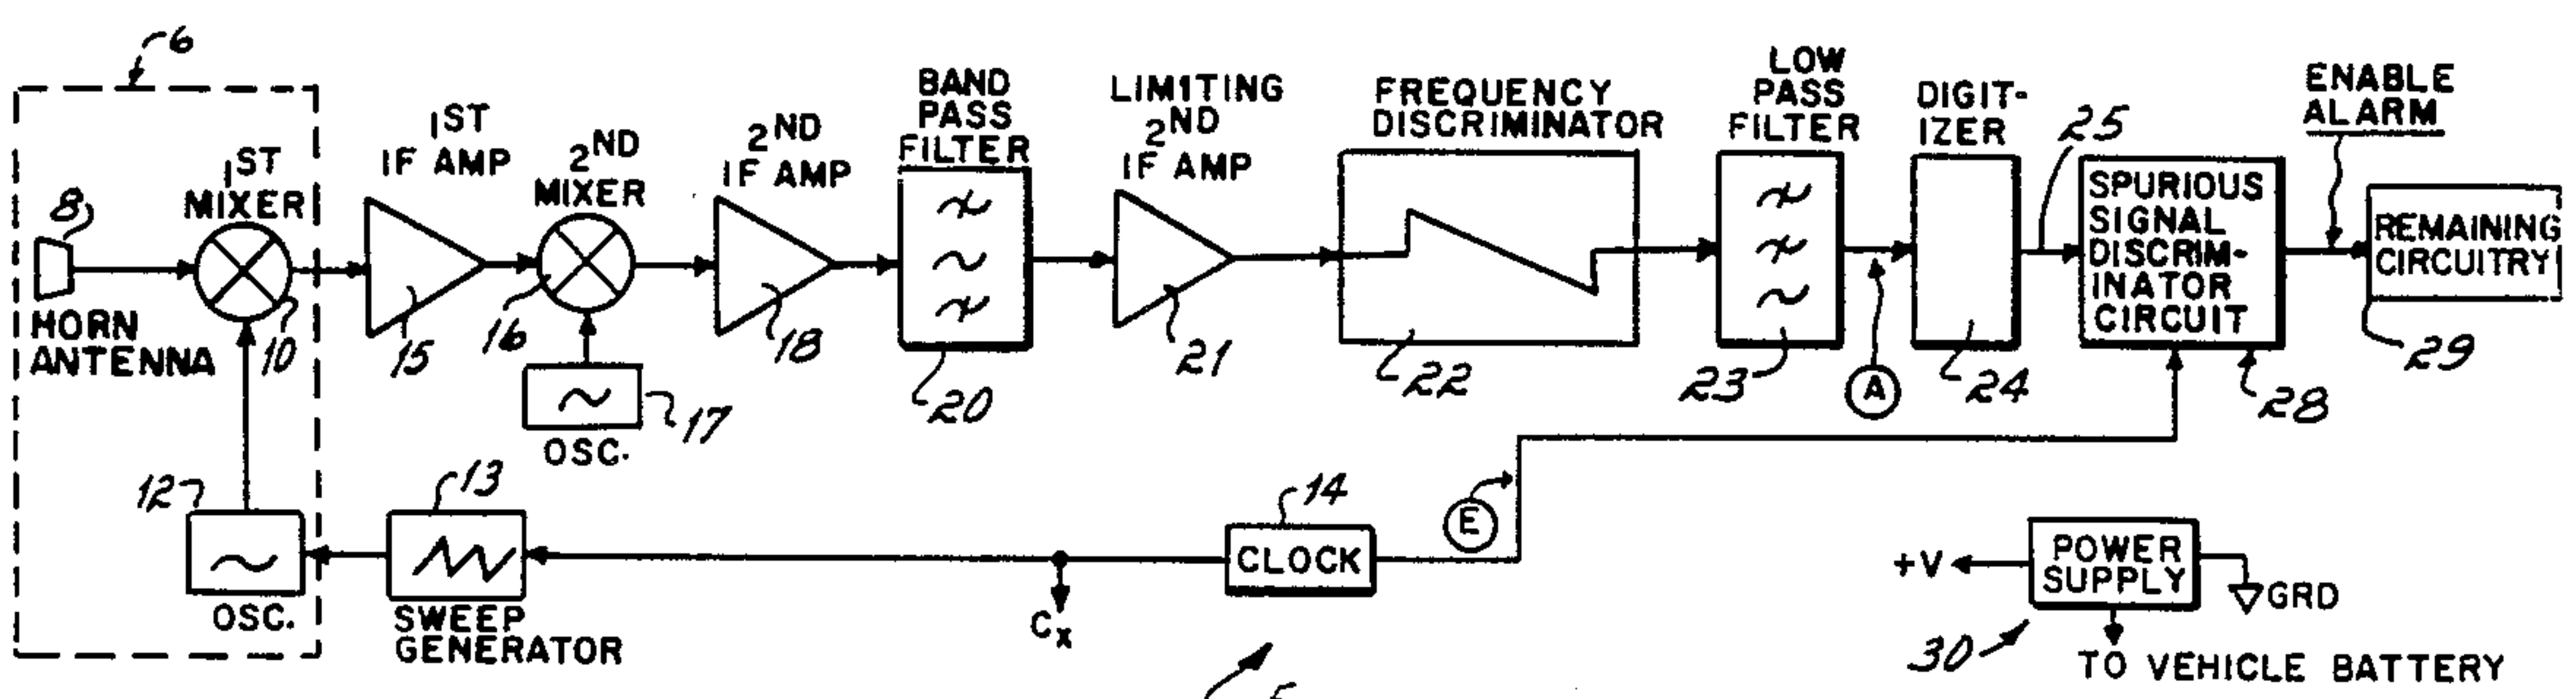 6
8
HORN
ANTENNA
1ST
MIXER
10
12
OSC.
13
SWEEP
GENERATOR
1ST
IF AMP
15
2ND
MIXER
16
OSC.
17
2ND
IF AMP
18
BAND
PASS
FILTER
20
LIMITING
2ND
IF AMP
21
FREQUENCY
DISCRIMINATOR
22
LOW
PASS
FILTER
23
A
DIGIT-
IZER
24
25
SPURIOUS
SIGNAL
DISCRIM-
INATOR
CIRCUIT
28
ENABLE
ALARM
REMAINING
CIRCUITRY
29
CX
14
CLOCK
E
+V
POWER
SUPPLY
GRD
30
TO VEHICLE BATTERY